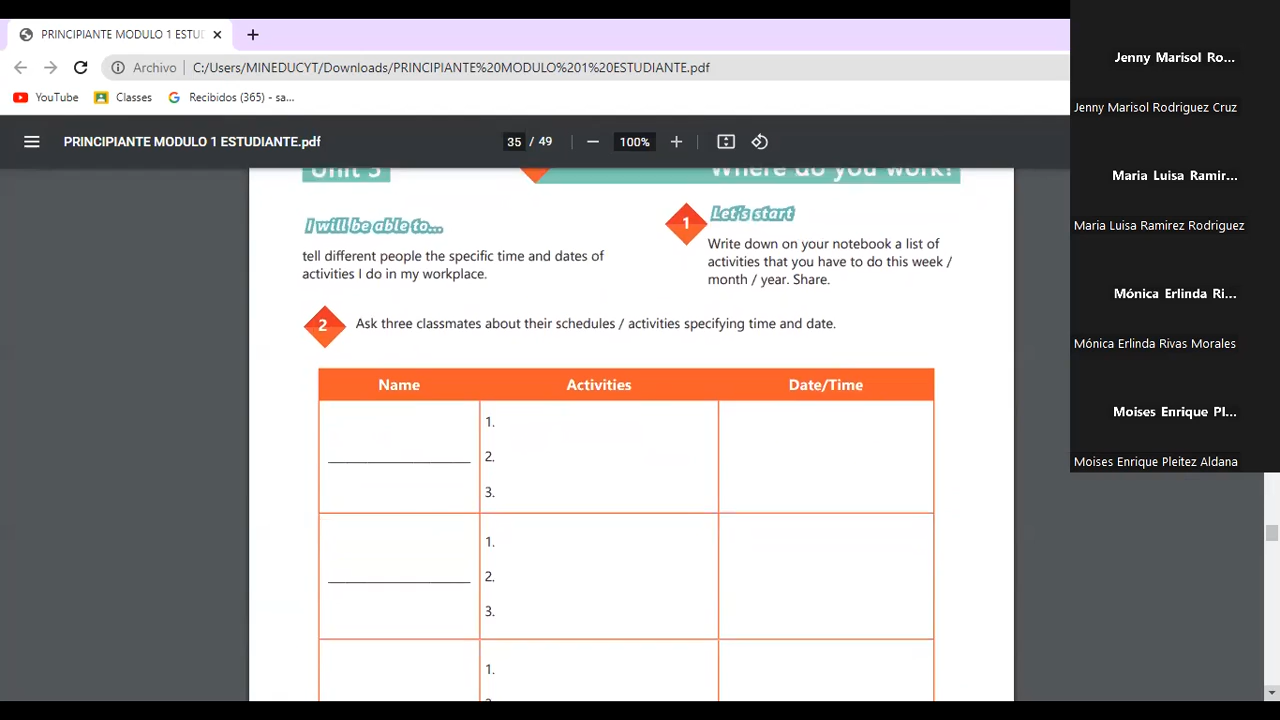 PRINCIPIANTE MODULO 1 ESTU
Archivo C:/Users/MINEDUCYT/Downloads/PRINCIPIANTE%20MODULO%201%20ESTUDIANTE.pdf
YouTube Classes Recibidos (365) - sa...
PRINCIPIANTE MODULO 1 ESTUDIANTE.pdf 35 / 49 100%
Unit 3 Where do you work?
I will be able to...
tell different people the specific time and dates of
activities I do in my workplace.
1 Let's start
Write down on your notebook a list of
activities that you have to do this week /
month / year. Share.
2 Ask three classmates about their schedules / activities specifying time and date.
Name Activities Date/Time
1.
2.
3.
1.
2.
3.
1.
Jenny Marisol Ro...
Jenny Marisol Rodriguez Cruz
Maria Luisa Ramir...
Maria Luisa Ramirez Rodriguez
Mónica Erlinda Ri...
Mónica Erlinda Rivas Morales
Moises Enrique Pl...
Moises Enrique Pleitez Aldana